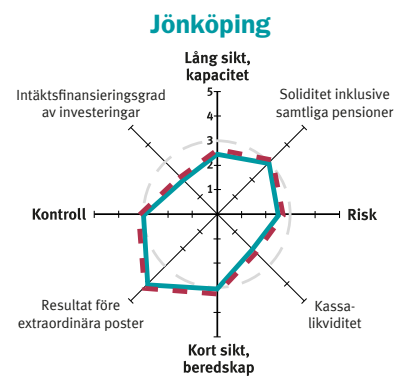 Jönköping
Lång sikt,
kapacitet
Intäktsfinansieringsgrad
av investeringar
Soliditet inklusive
samtliga pensioner
5
4
3
2
1
Kontroll
Risk
Resultat före
extraordinära poster
Kassa-
likviditet
Kort sikt,
beredskap